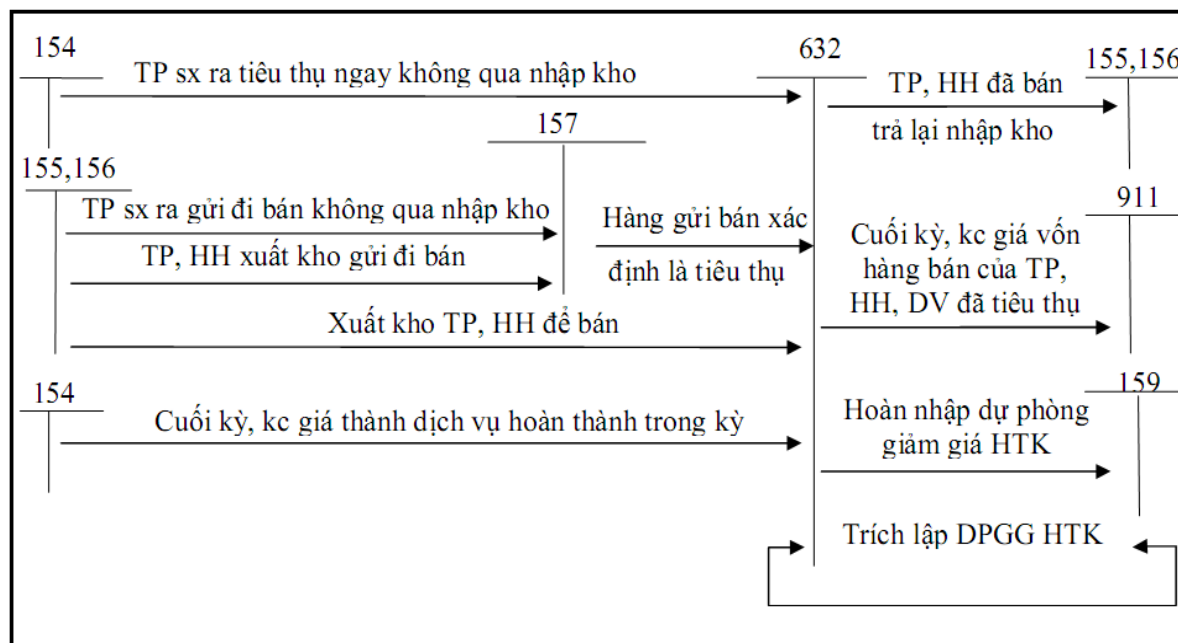 154
632
155,156
TP sx ra tiêu thụ ngay không qua nhập kho
TP, HH đã bán
trả lại nhập kho
157
155,156
TP sx ra gửi đi bán không qua nhập kho
TP, HH xuất kho gửi đi bán
Hàng gửi bán xác
định là tiêu thụ
911
Cuối kỳ, kc giá vốn
hàng bán của TP,
HH, DV đã tiêu thụ
Xuất kho TP, HH để bán
154
Cuối kỳ, kc giá thành dịch vụ hoàn thành trong kỳ
159
Hoàn nhập dự phòng
giảm giá HTK
Trích lập DPGG HTK